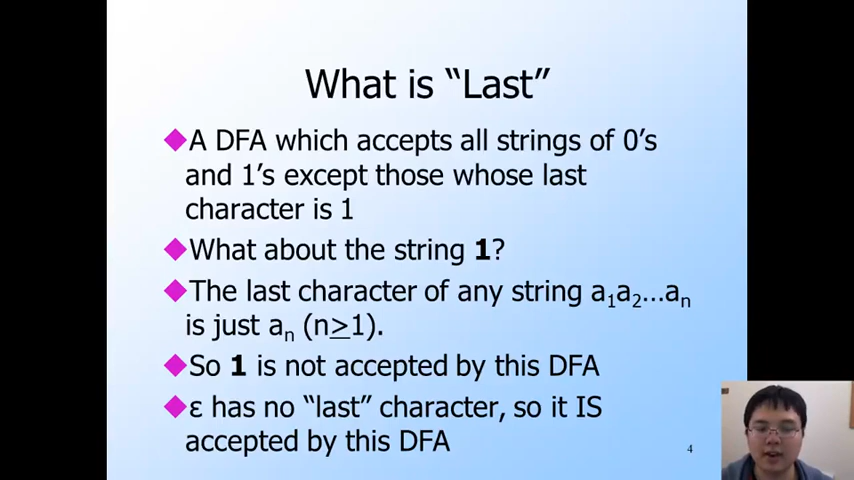 What is “Last”
A DFA which accepts all strings of 0’s
and 1’s except those whose last
character is 1
What about the string 1?
The last character of any string a₁a₂…aₙ
is just aₙ (n≥1).
So 1 is not accepted by this DFA
ε has no “last” character, so it IS
accepted by this DFA
4